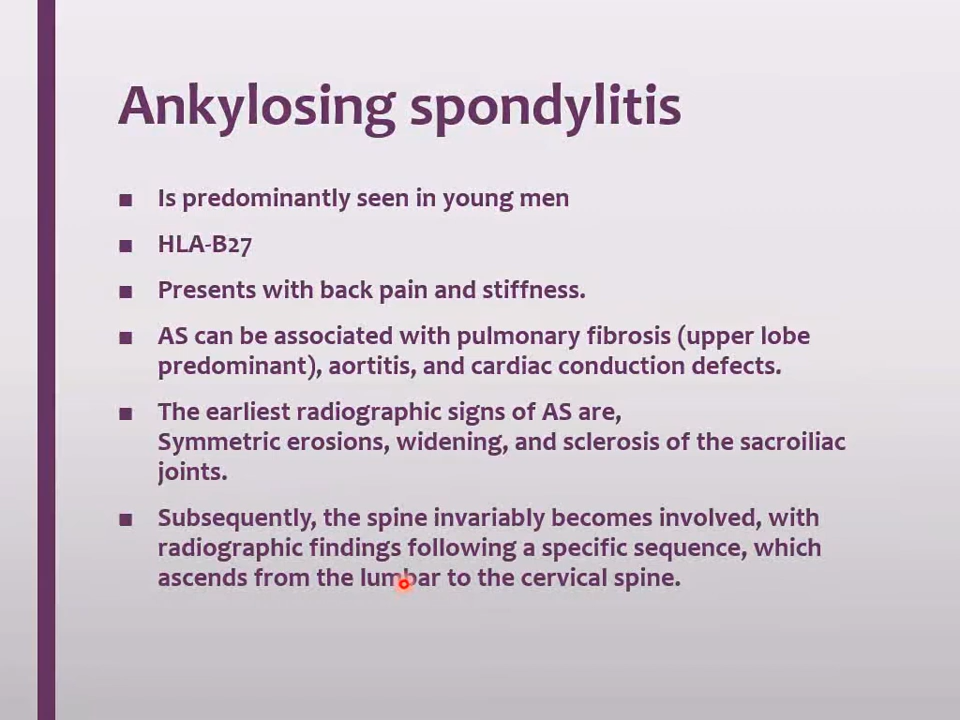 Ankylosing spondylitis
■ Is predominantly seen in young men
■ HLA-B27
■ Presents with back pain and stiffness.
■ AS can be associated with pulmonary fibrosis (upper lobe
predominant), aortitis, and cardiac conduction defects.
■ The earliest radiographic signs of AS are,
Symmetric erosions, widening, and sclerosis of the sacroiliac
joints.
■ Subsequently, the spine invariably becomes involved, with
radiographic findings following a specific sequence, which
ascends from the lumbar to the cervical spine.